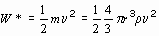 W * = 1/2 mv² = 1/2 4/3 πr³ρv²